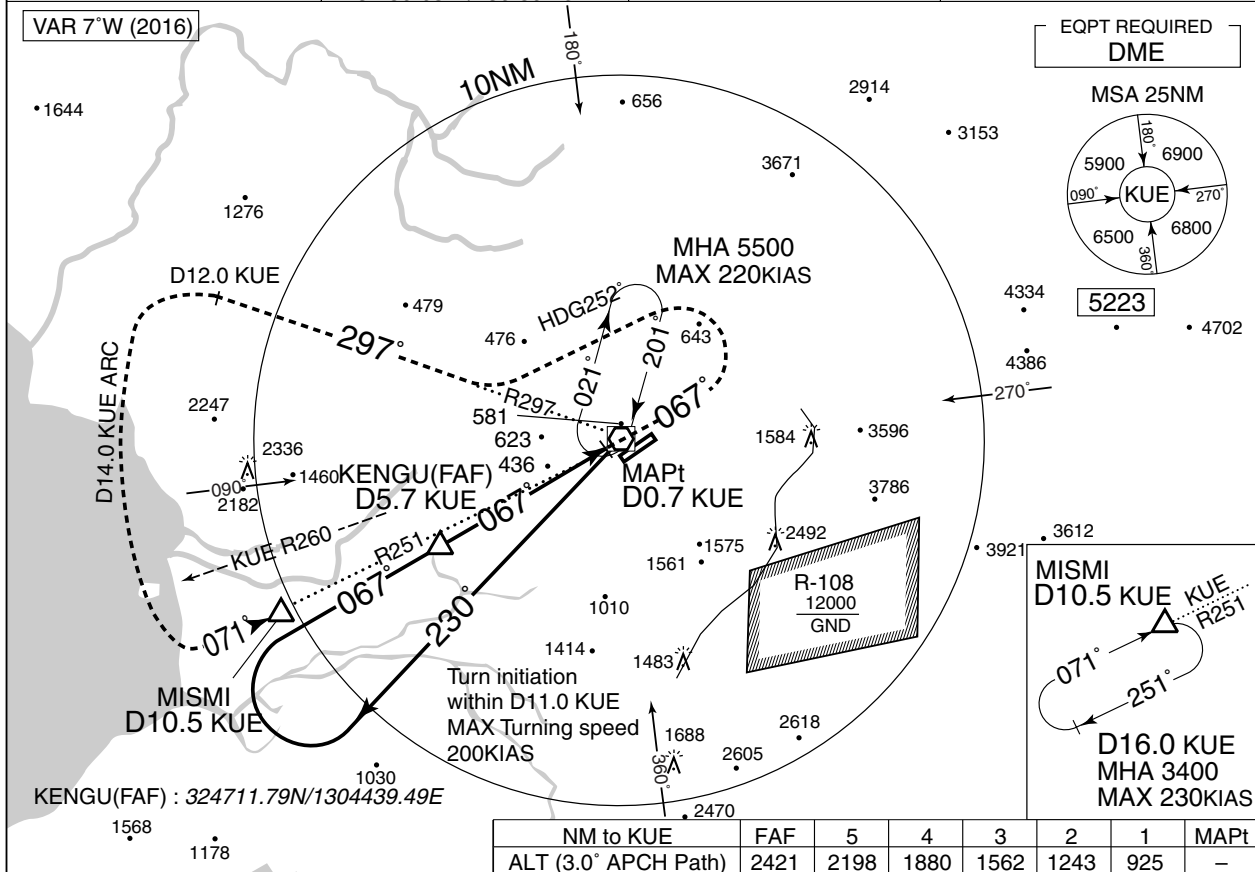 VAR 7°W (2016)
EQPT REQUIRED
DME
MSA 25NM
180°
5900
6900
090°
KUE
270°
6500
6800
360°
5223
180°
10NM
656
2914
3153
1644
3671
1276
MHA 5500
MAX 220KIAS
D12.0 KUE
479
HDG252°
4334
4702
297°
476
643
4386
021°
201°
D14.0 KUE ARC
2247
R297
067°
270°
581
623
1584
3596
2336
1460
KENGU(FAF)
D5.7 KUE
436
MAPt
D0.7 KUE
090°
2182
3786
067°
KUE R260
R251
2492
3612
3921
1575
1561
067°
230°
R-108
12000
GND
1010
071°
1414
1483
MISMI
D10.5 KUE
Turn initiation
within D11.0 KUE
MAX Turning speed
200KIAS
1688
2618
2605
360°
1030
2470
KENGU(FAF) : 324711.79N/1304439.49E
1568
1178
MISMI
D10.5 KUE
KUE
R251
071°
251°
D16.0 KUE
MHA 3400
MAX 230KIAS
NM to KUE FAF 5 4 3 2 1 MAPt
ALT (3.0° APCH Path) 2421 2198 1880 1562 1243 925 –